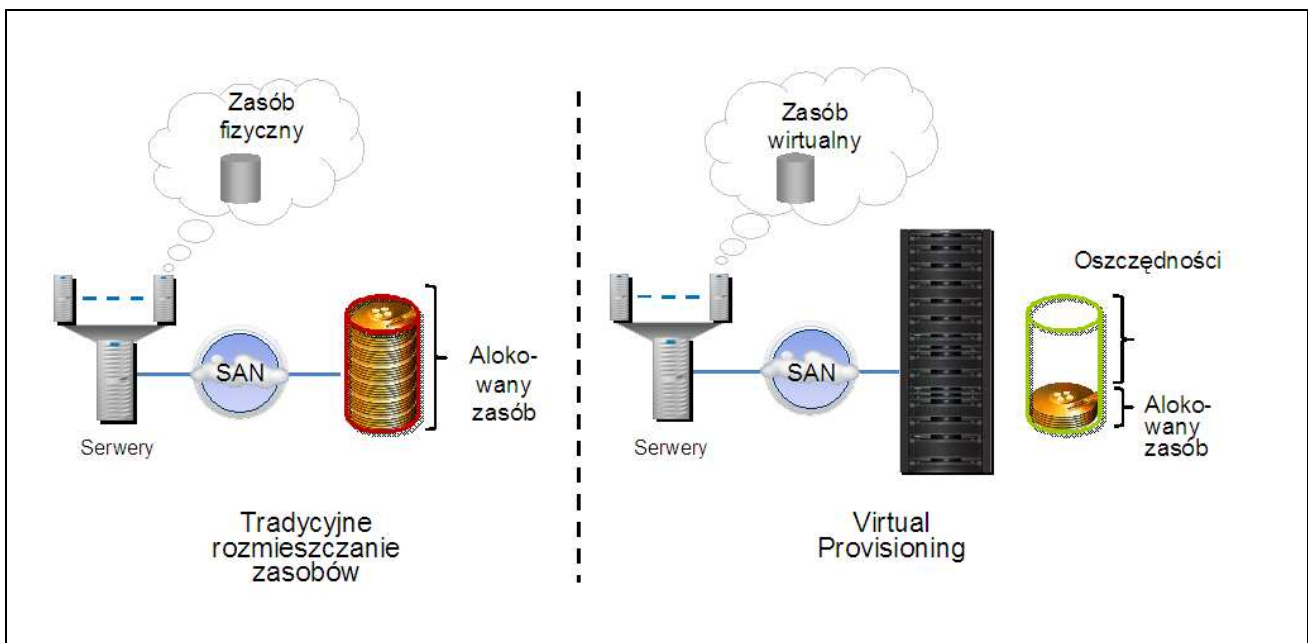 Zasób
fizyczny
SAN
Serwery
Aloko-
wany
zasób
Tradycyjne
rozmieszczanie
zasobów
Zasób
wirtualny
SAN
Serwery
Oszczędności
Aloko-
wany
zasób
Virtual
Provisioning